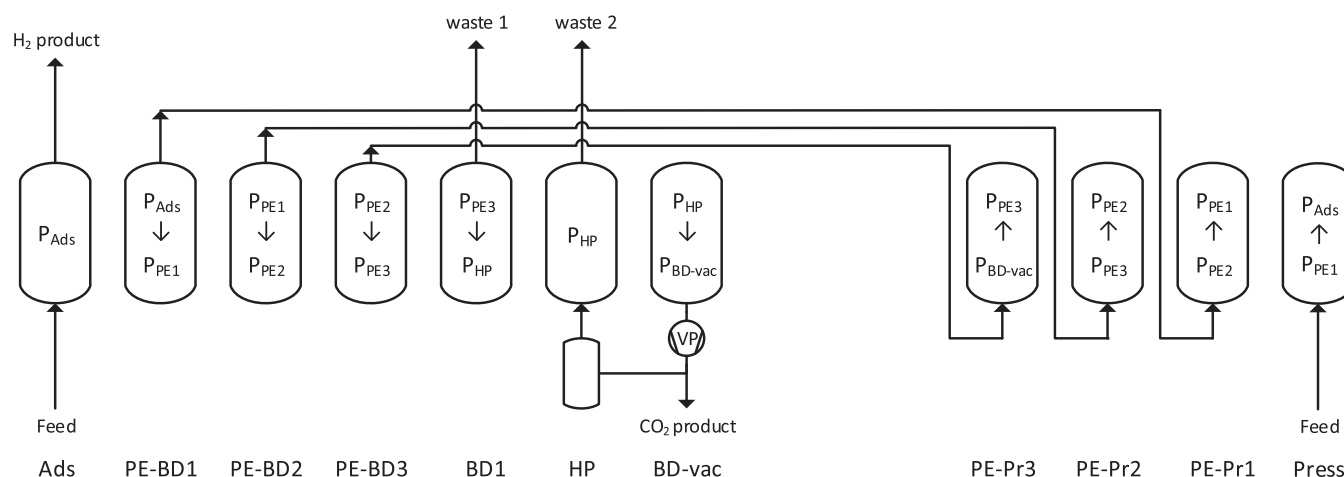 waste 1 waste 2
H₂ product
P_Ads P_Ads ↓ P_PE1 P_PE1 ↓ P_PE2 P_PE2 ↓ P_PE3 P_PE3 ↓ P_HP P_HP P_HP ↓ P_BD-vac P_PE3 ↑ P_BD-vac P_PE2 ↑ P_PE3 P_PE1 ↑ P_PE2 P_Ads ↑ P_PE1
VP
Feed CO₂ product Feed
Ads PE-BD1 PE-BD2 PE-BD3 BD1 HP BD-vac PE-Pr3 PE-Pr2 PE-Pr1 Press